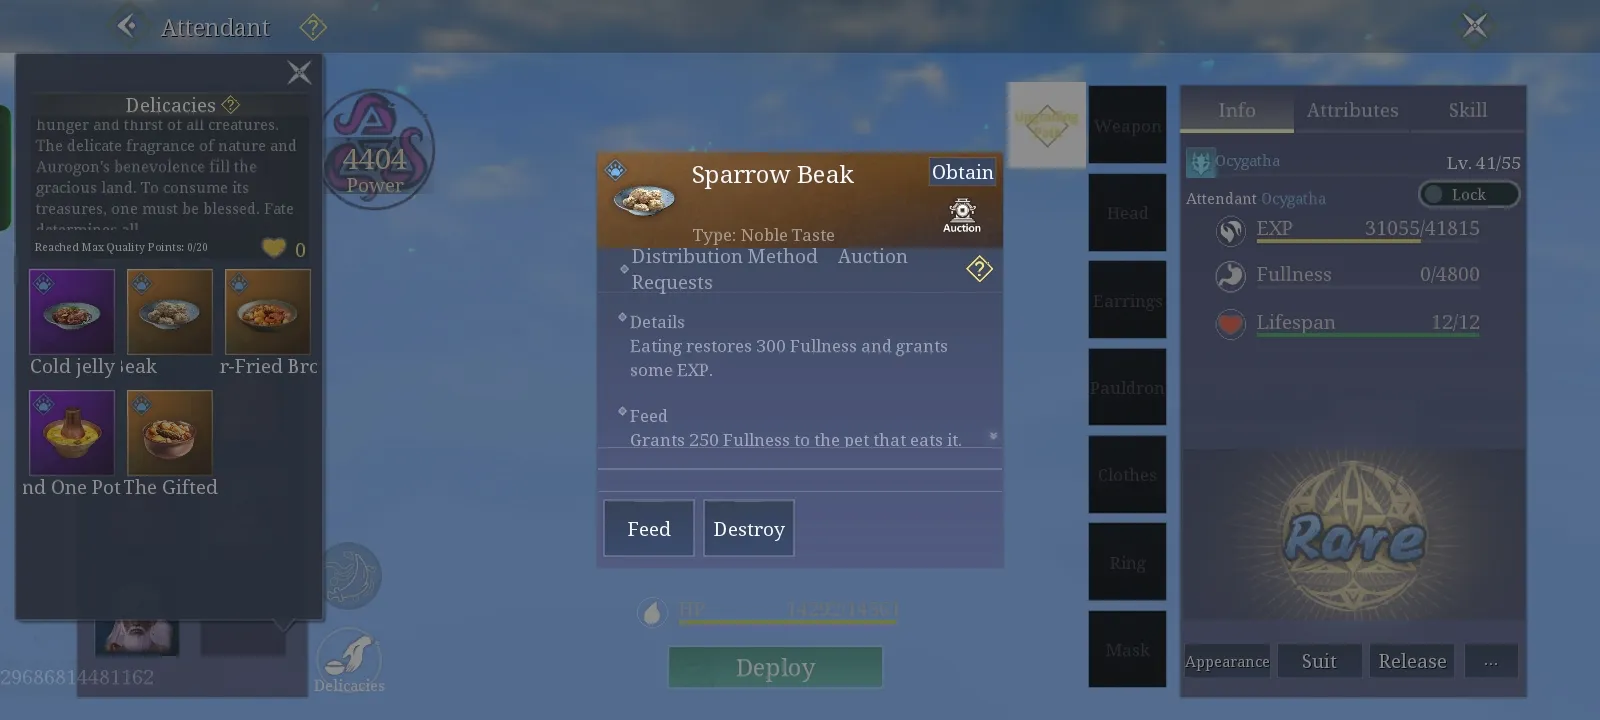 Attendant
Delicacies
hunger and thirst of all creatures.
The delicate fragrance of nature and
Aurogon's benevolence fill the
gracious land. To consume its
treasures, one must be blessed. Fate
determines all
Reached Max Quality Points: 0/20
0
Cold jelly
Beak
r-Fried Bro
nd One Pot
The Gifted
29686814481162
4404
Power
Delicacies
Sparrow Beak
Obtain
Auction
Type: Noble Taste
Distribution Method Auction
Requests
Details
Eating restores 300 Fullness and grants
some EXP.
Feed
Grants 250 Fullness to the pet that eats it.
Feed
Destroy
HP
Deploy
Weapon
Head
Earrings
Pauldron
Clothes
Ring
Mask
Info
Attributes
Skill
Ocygatha
Lv. 41/55
Attendant Ocygatha
Lock
EXP 31055/41815
Fullness 0/4800
Lifespan 12/12
Rare
Appearance
Suit
Release
...